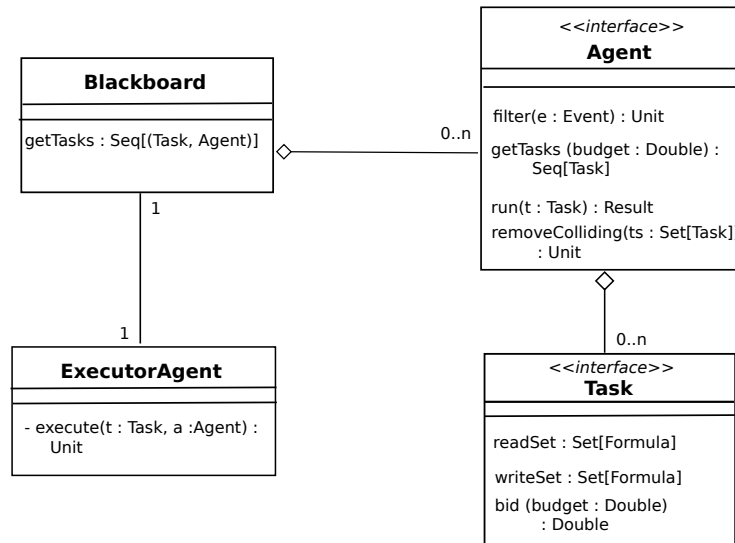 Blackboard
getTasks : Seq[(Task, Agent)]
<<interface>>
Agent
filter(e : Event) : Unit
getTasks (budget : Double) :
Seq[Task]
run(t : Task) : Result
removeColliding(ts : Set[Task])
: Unit
0..n
1
1
ExecutorAgent
- execute(t : Task, a :Agent) :
Unit
0..n
<<interface>>
Task
readSet : Set[Formula]
writeSet : Set[Formula]
bid (budget : Double)
: Double